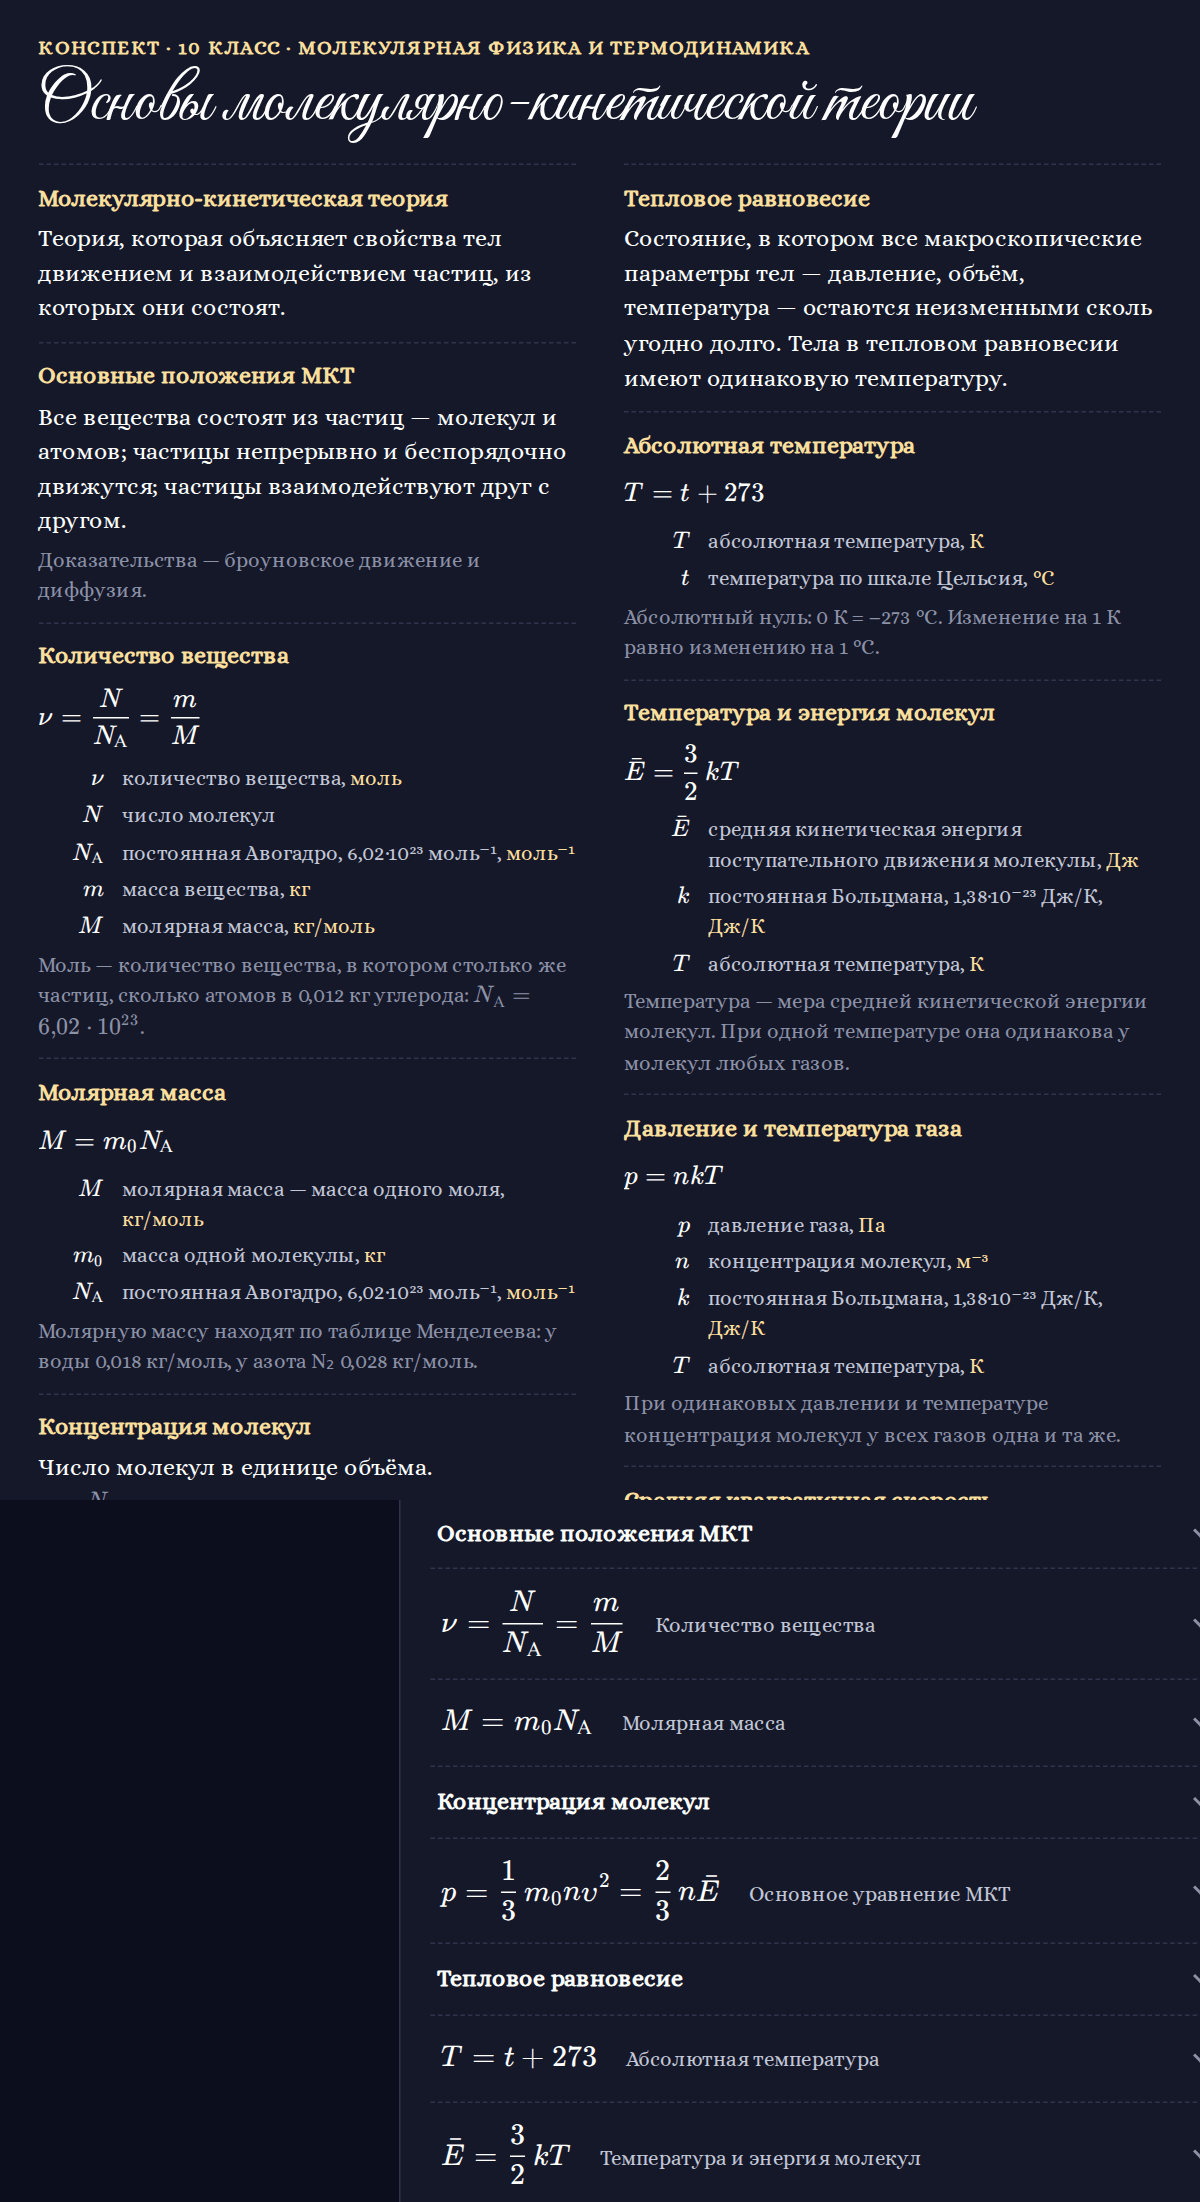 КОНСПЕКТ · 10 КЛАСС · МОЛЕКУЛЯРНАЯ ФИЗИКА И ТЕРМОДИНАМИКА
Основы молекулярно-кинетической теории
Молекулярно-кинетическая теория
Теория, которая объясняет свойства тел
движением и взаимодействием частиц, из
которых они состоят.
Основные положения МКТ
Все вещества состоят из частиц — молекул и
атомов; частицы непрерывно и беспорядочно
движутся; частицы взаимодействуют друг с
другом.
Доказательства — броуновское движение и
диффузия.
Количество вещества
ν = N/N_A = m/M
ν количество вещества, моль
N число молекул
N_A постоянная Авогадро, 6,02·10²³ моль⁻¹, моль⁻¹
m масса вещества, кг
M молярная масса, кг/моль
Моль — количество вещества, в котором столько же
частиц, сколько атомов в 0,012 кг углерода: N_A =
6,02 · 10²³.
Молярная масса
M = m₀N_A
M молярная масса — масса одного моля,
кг/моль
m₀ масса одной молекулы, кг
N_A постоянная Авогадро, 6,02·10²³ моль⁻¹, моль⁻¹
Молярную массу находят по таблице Менделеева: у
воды 0,018 кг/моль, у азота N₂ 0,028 кг/моль.
Концентрация молекул
Число молекул в единице объёма.
N
Тепловое равновесие
Состояние, в котором все макроскопические
параметры тел — давление, объём,
температура — остаются неизменными сколь
угодно долго. Тела в тепловом равновесии
имеют одинаковую температуру.
Абсолютная температура
T = t + 273
T абсолютная температура, К
t температура по шкале Цельсия, °C
Абсолютный нуль: 0 К = −273 °C. Изменение на 1 К
равно изменению на 1 °C.
Температура и энергия молекул
Ē = 3/2 kT
Ē средняя кинетическая энергия
поступательного движения молекулы, Дж
k постоянная Больцмана, 1,38·10⁻²³ Дж/К,
Дж/К
T абсолютная температура, К
Температура — мера средней кинетической энергии
молекул. При одной температуре она одинакова у
молекул любых газов.
Давление и температура газа
p = nkT
p давление газа, Па
n концентрация молекул, м⁻³
k постоянная Больцмана, 1,38·10⁻²³ Дж/К,
Дж/К
T абсолютная температура, К
При одинаковых давлении и температуре
концентрация молекул у всех газов одна и та же.
Средняя квадратичная скорость
Основные положения МКТ
ν = N/N_A = m/M Количество вещества
M = m₀N_A Молярная масса
Концентрация молекул
p = 1/3 m₀nυ² = 2/3 nĒ Основное уравнение МКТ
Тепловое равновесие
T = t + 273 Абсолютная температура
Ē = 3/2 kT Температура и энергия молекул